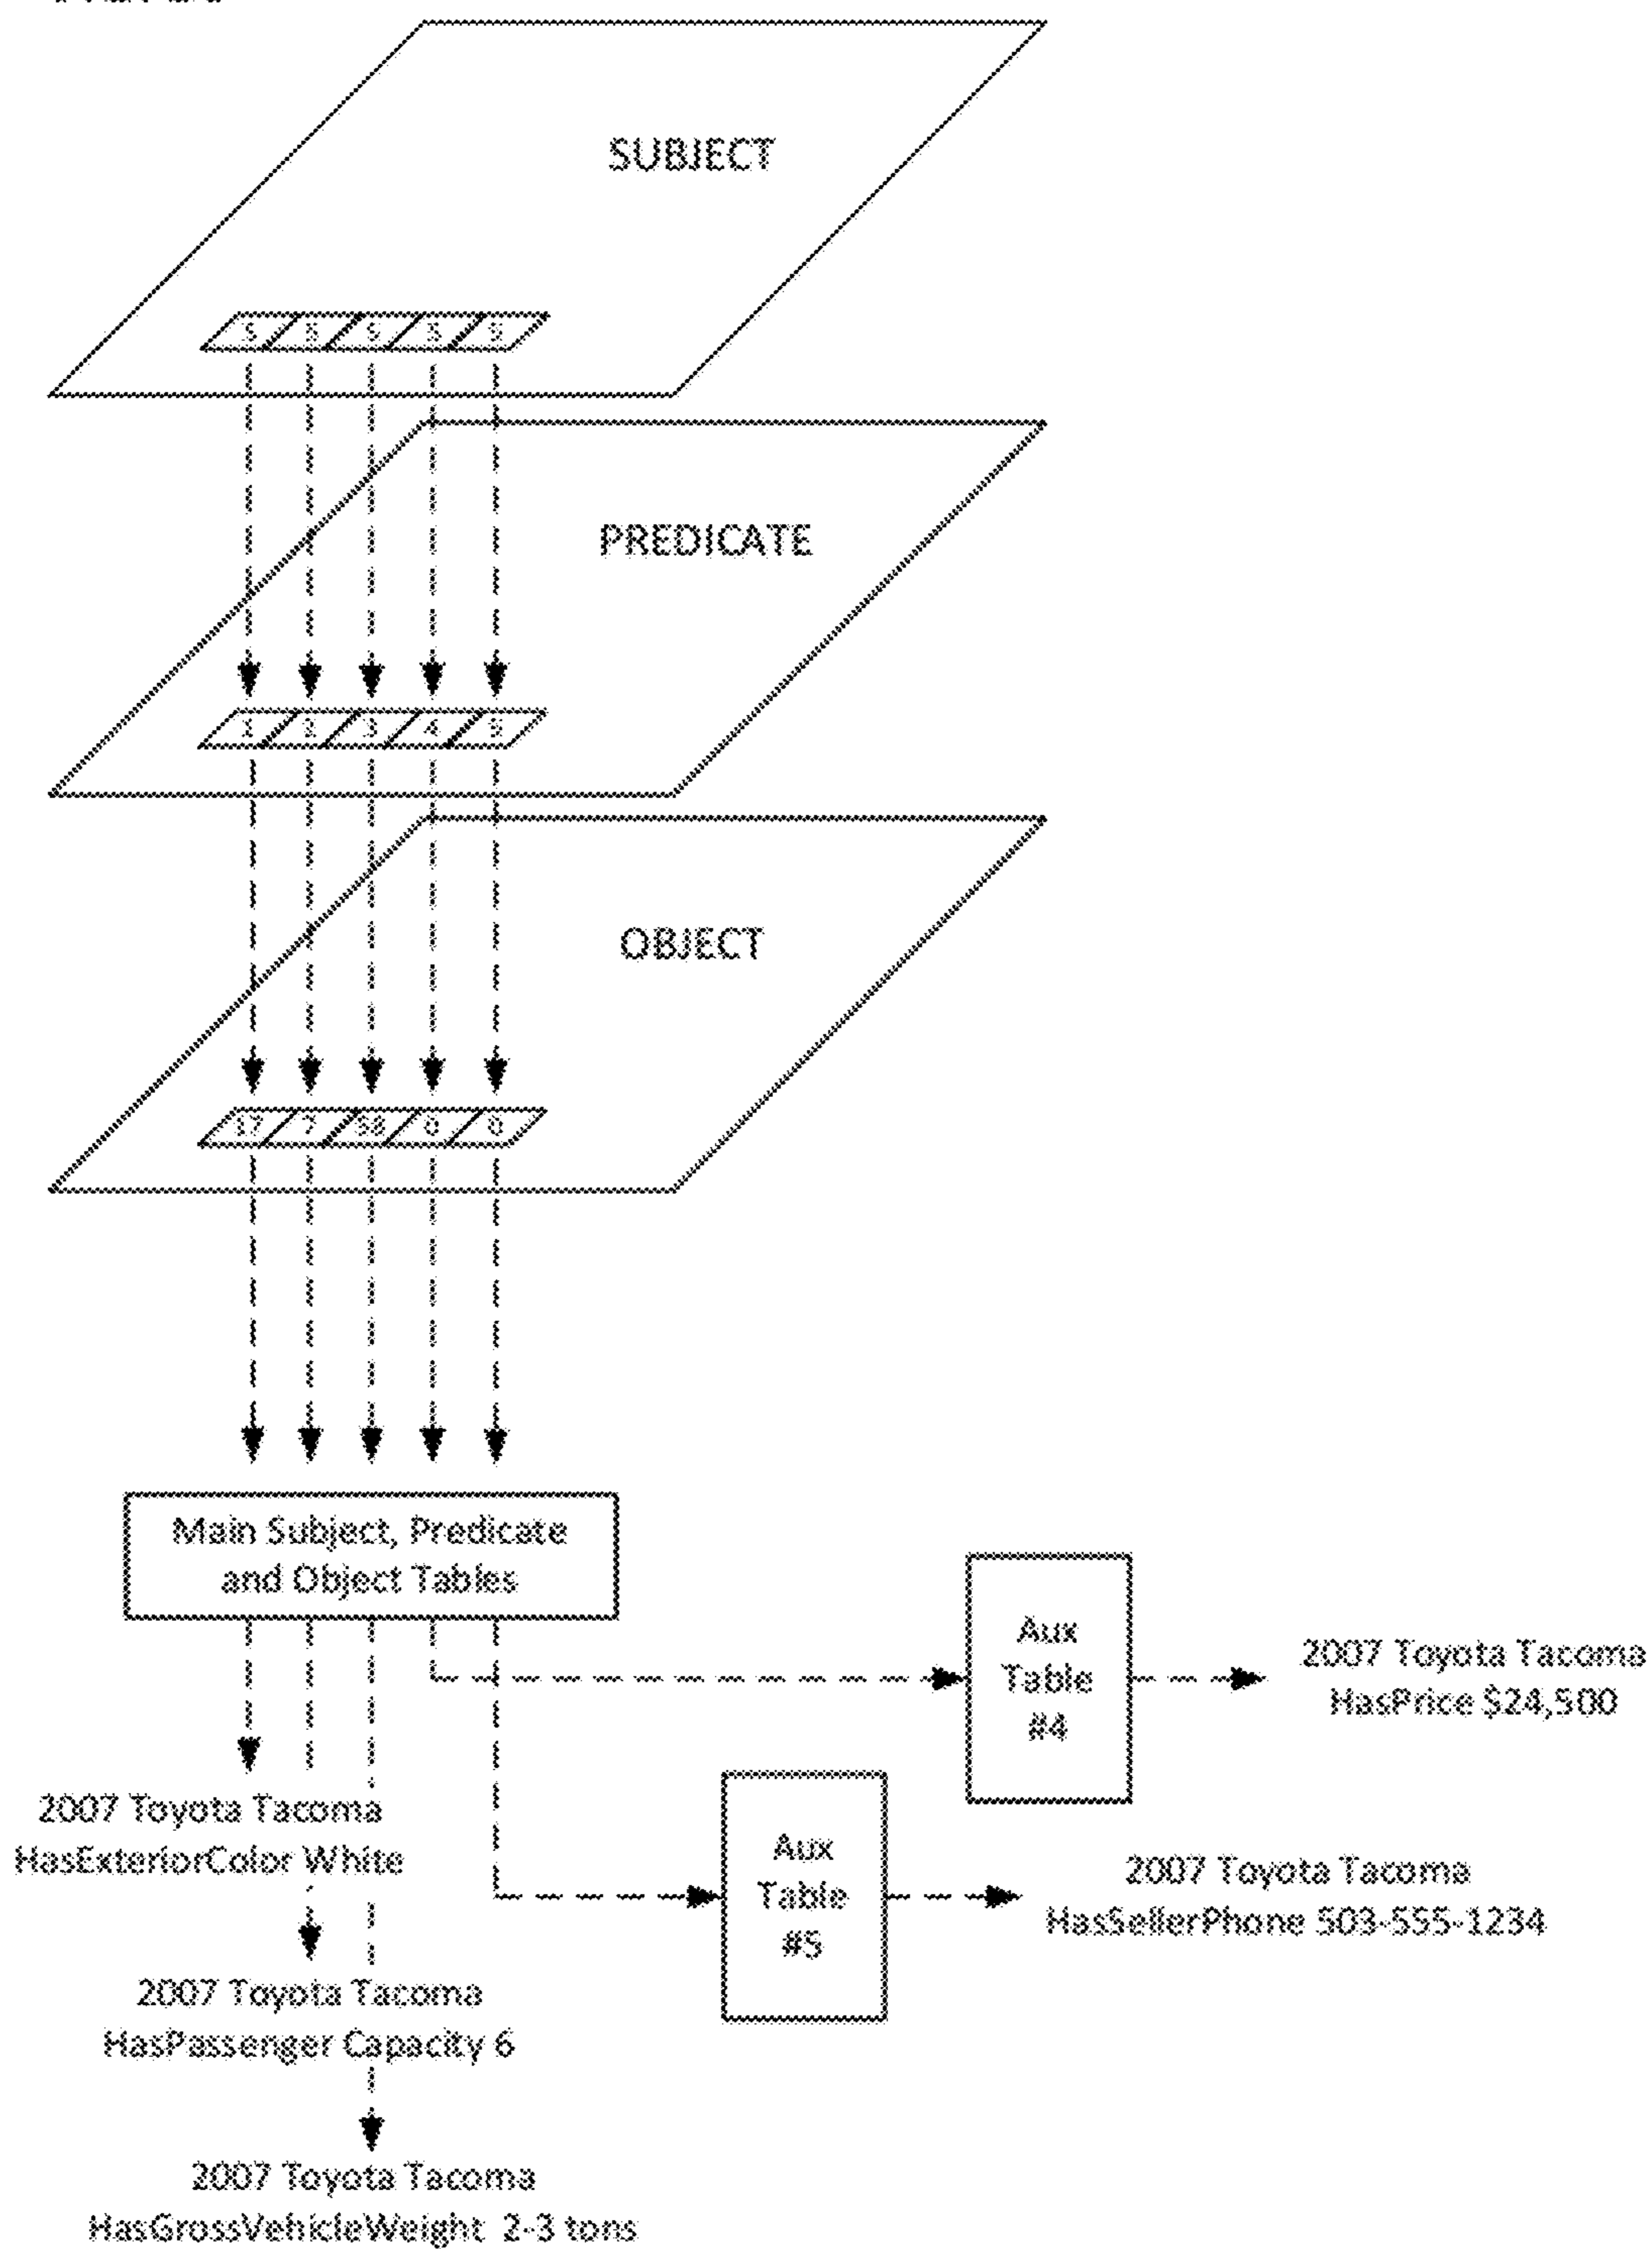 SUBJECT
5 5 5 5 5
PREDICATE
1 2 3 4 5
OBJECT
17 7 58 0 0
Main Subject, Predicate
and Object Tables
Aux
Table
#4
2007 Toyota Tacoma
HasPrice $24,500
2007 Toyota Tacoma
HasExteriorColor White
Aux
Table
#5
2007 Toyota Tacoma
HasSellerPhone 503-555-1234
2007 Toyota Tacoma
HasPassenger Capacity 6
2007 Toyota Tacoma
HasGrossVehicleWeight 2-3 tons